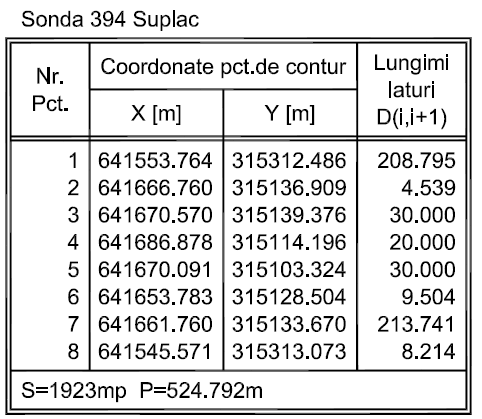 Sonda 394 Suplac
Nr. Pct. Coordonate pct.de contur Lungimi laturi D(i,i+1)
X [m] Y [m]
1 641553.764 315312.486 208.795
2 641666.760 315136.909 4.539
3 641670.570 315139.376 30.000
4 641686.878 315114.196 20.000
5 641670.091 315103.324 30.000
6 641653.783 315128.504 9.504
7 641661.760 315133.670 213.741
8 641545.571 315313.073 8.214
S=1923mp P=524.792m